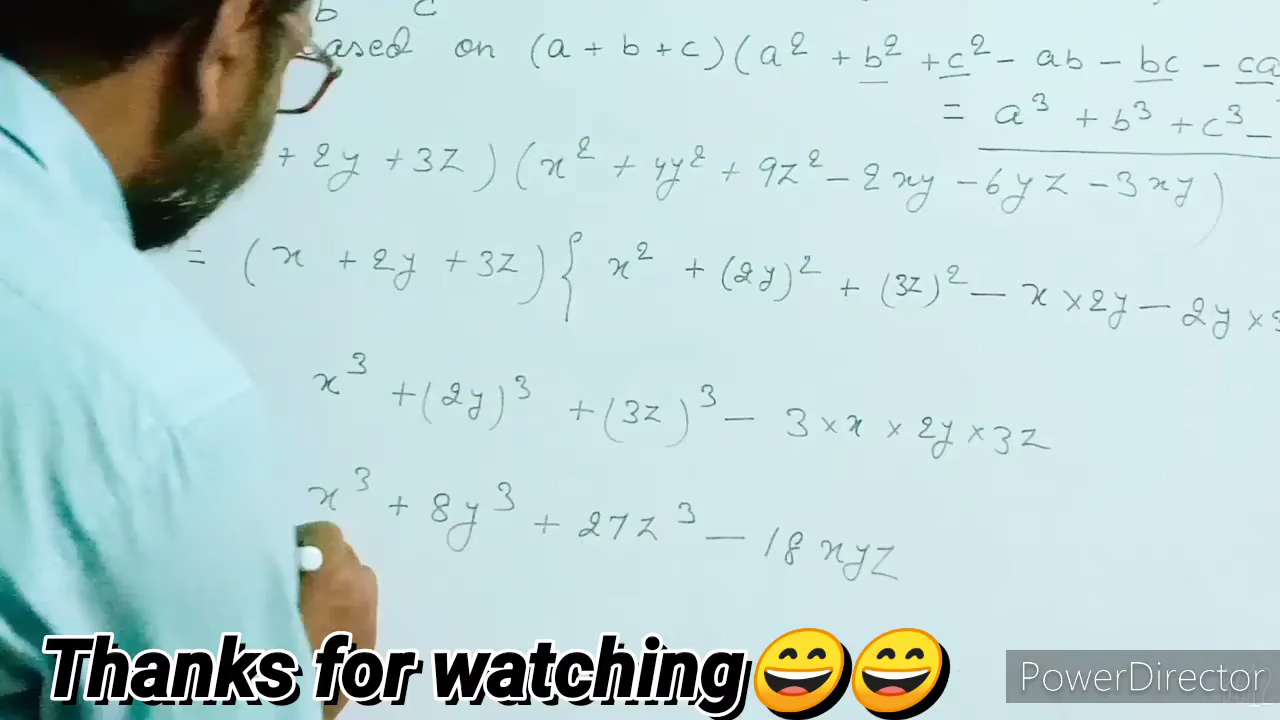 b c
ased on (a + b + c)(a² + b² + c² - ab - bc - ca
= a³ + b³ + c³ -
+ 2y + 3z)(x² + 4y² + 9z² - 2xy - 6yz - 3xy)
= (x + 2y + 3z){x² + (2y)² + (3z)² - x × 2y - 2y × 3
x³ + (2y)³ + (3z)³ - 3 × x × 2y × 3z
x³ + 8y³ + 27z³ - 18xyz
Thanks for watching😄😄
PowerDirector